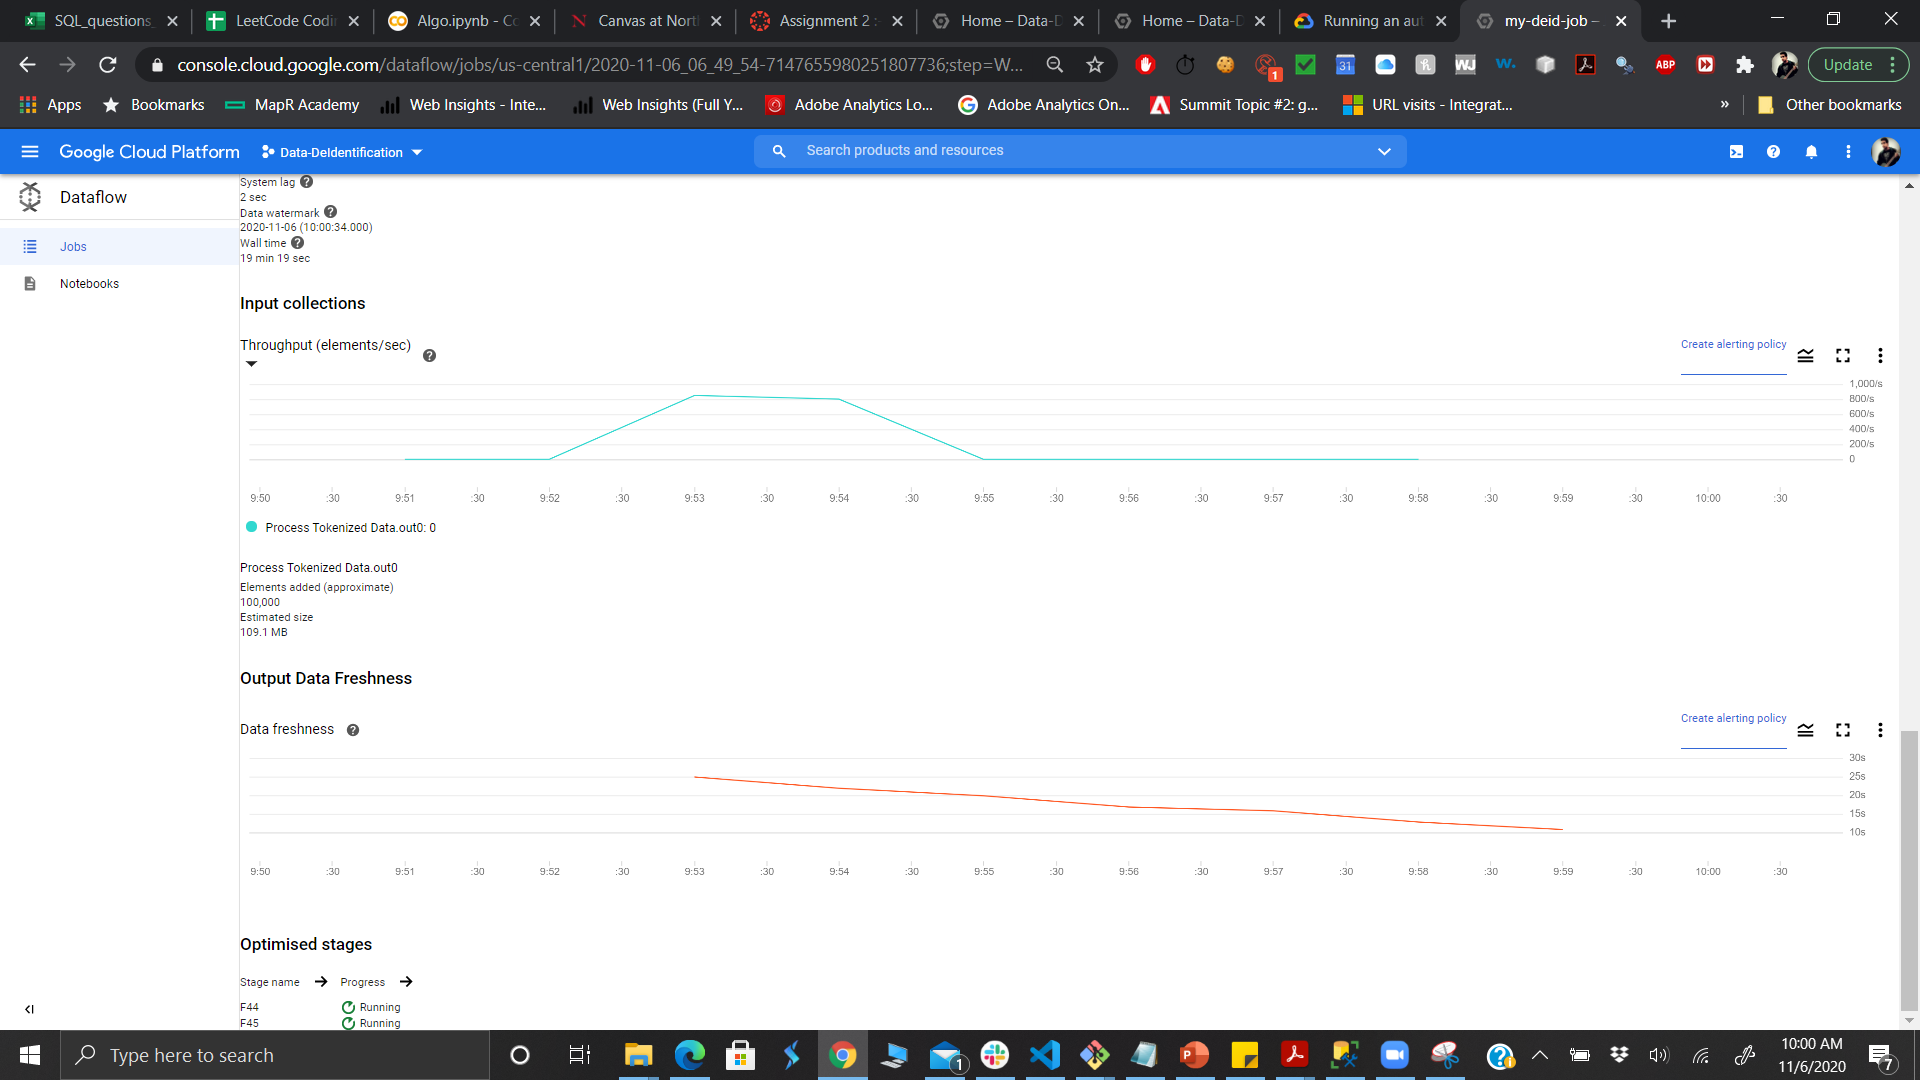 SQL_questions_
LeetCode Codin
Algo.ipynb - Co
Canvas at North
Assignment 2 :
Home – Data-D
Home – Data-D
Running an aut
my-deid-job –
console.cloud.google.com/dataflow/jobs/us-central1/2020-11-06_06_49_54-7147655980251807736;step=W...
Update
Apps
Bookmarks
MapR Academy
Web Insights - Inte...
Web Insights (Full Y...
Adobe Analytics Lo...
Adobe Analytics On...
Summit Topic #2: g...
URL visits - Integrat...
»
Other bookmarks
Google Cloud Platform
Data-DeIdentification
Search products and resources
Dataflow
Jobs
Notebooks
System lag
2 sec
Data watermark
2020-11-06 (10:00:34.000)
Wall time
19 min 19 sec
Input collections
Throughput (elements/sec)
Create alerting policy
1,000/s
800/s
600/s
400/s
200/s
0
9:50 :30 9:51 :30 9:52 :30 9:53 :30 9:54 :30 9:55 :30 9:56 :30 9:57 :30 9:58 :30 9:59 :30 10:00 :30
Process Tokenized Data.out0: 0
Process Tokenized Data.out0
Elements added (approximate)
100,000
Estimated size
109.1 MB
Output Data Freshness
Data freshness
Create alerting policy
30s
25s
20s
15s
10s
9:50 :30 9:51 :30 9:52 :30 9:53 :30 9:54 :30 9:55 :30 9:56 :30 9:57 :30 9:58 :30 9:59 :30 10:00 :30
Optimised stages
Stage name Progress
F44 Running
F45 Running
Type here to search
1
10:00 AM
11/6/2020
7